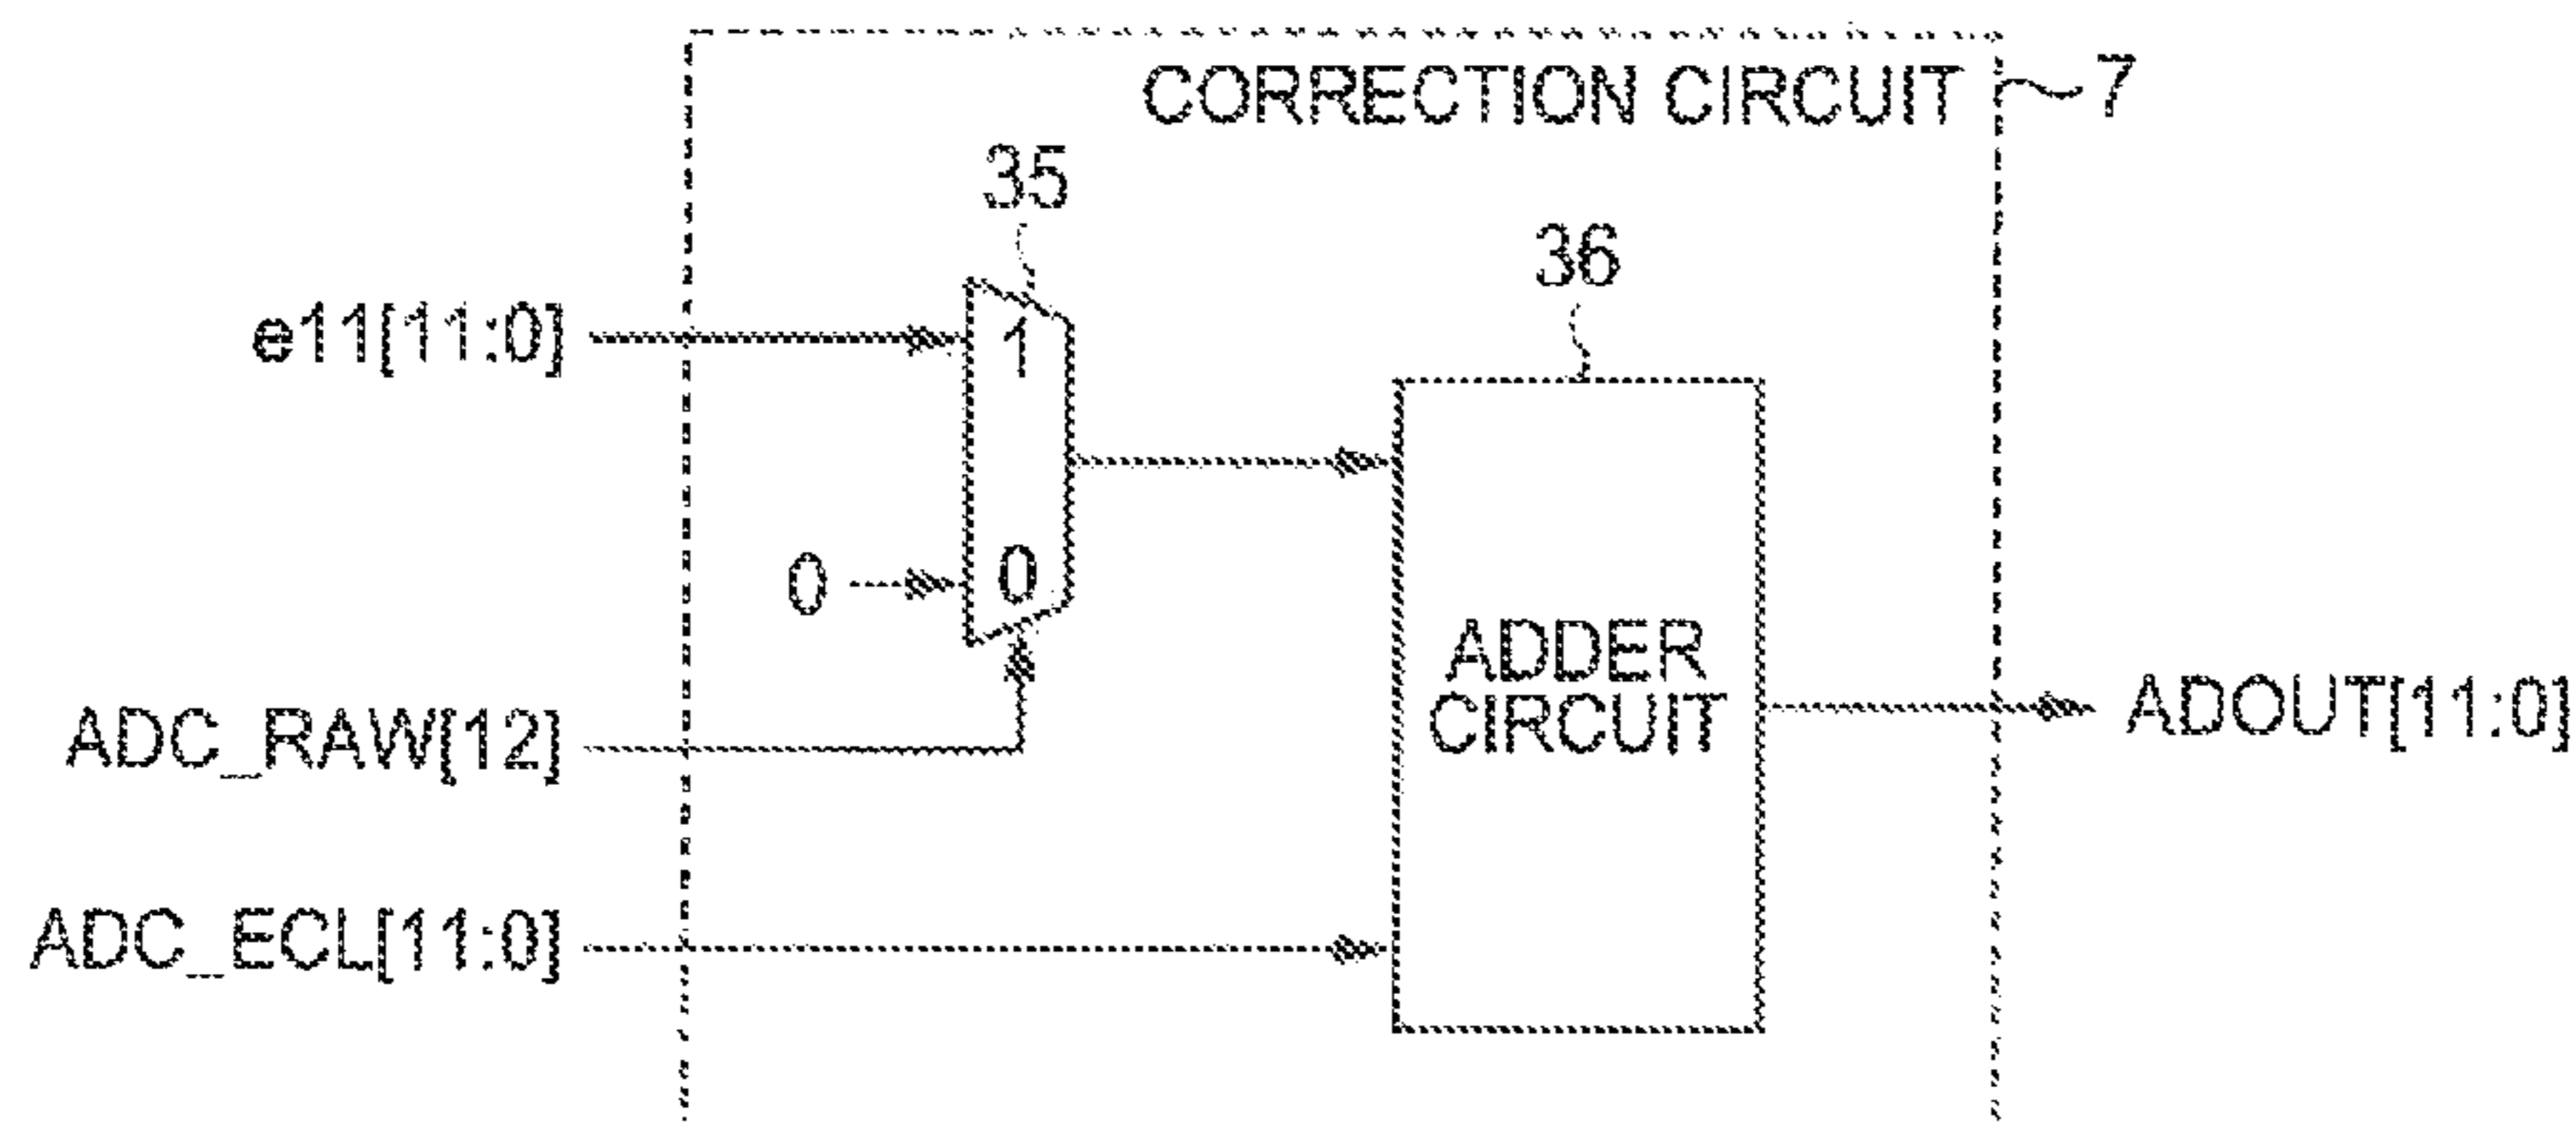 CORRECTION CIRCUIT
7
35
36
e11[11:0]
1
0
0
ADDER
CIRCUIT
ADC_RAW[12]
ADOUT[11:0]
ADC_ECL[11:0]